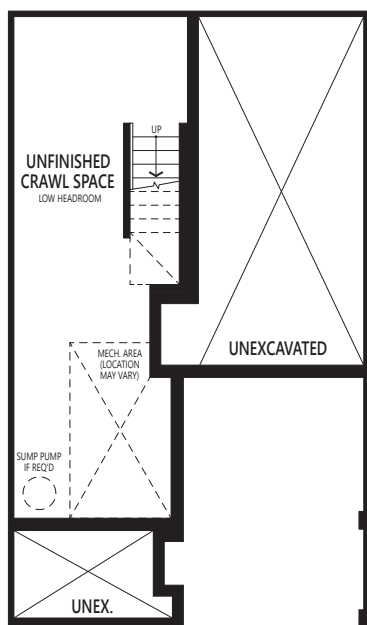 UP
UNFINISHED
CRAWL SPACE
LOW HEADROOM
UNEXCAVATED
MECH. AREA
(LOCATION
MAY VARY)
SUMP PUMP
IF REQ'D
UNEX.